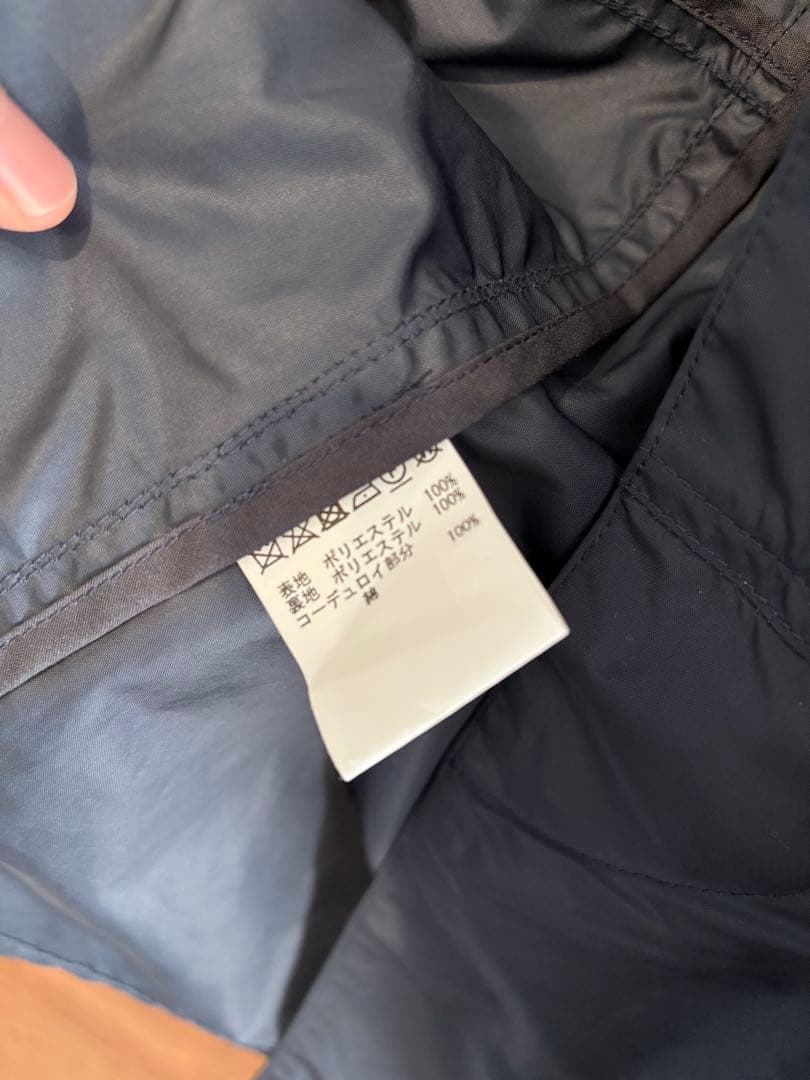 表地 ポリエステル 100%
裏地 ポリエステル 100%
コーデュロイ部分
綿 100%